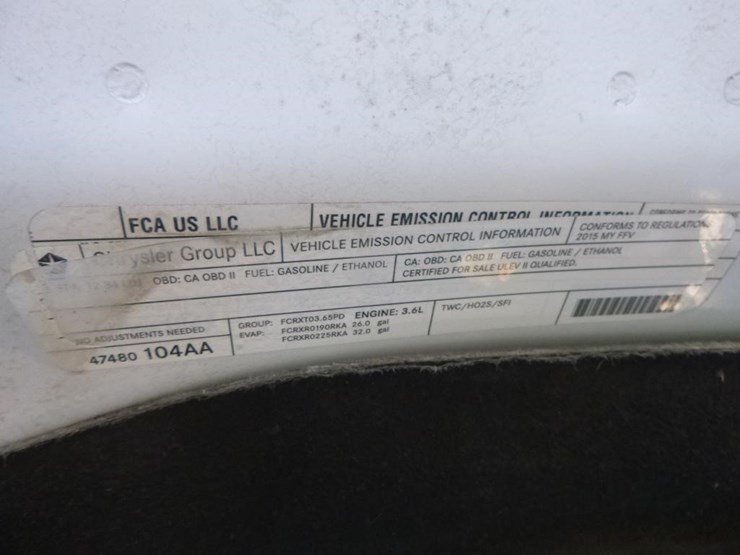 FCA US LLC
VEHICLE EMISSION CONTROL
Group LLC
VEHICLE EMISSION CONTROL INFORMATION
CONFORMS TO REGULATIONS
2015 MY FFV
OBD: CA OBD II FUEL: GASOLINE / ETHANOL
CA: OBD: CA OBD II FUEL: GASOLINE / ETHANOL
CERTIFIED FOR SALE ULEV II QUALIFIED.
NO ADJUSTMENTS NEEDED
47480 104AA
GROUP: FCRXT03.65PD ENGINE: 3.6L
EVAP: FCRXR0190RKA 26.0 gal
FCRXR0225RKA 32.0 gal
TWC/HO2S/SFI